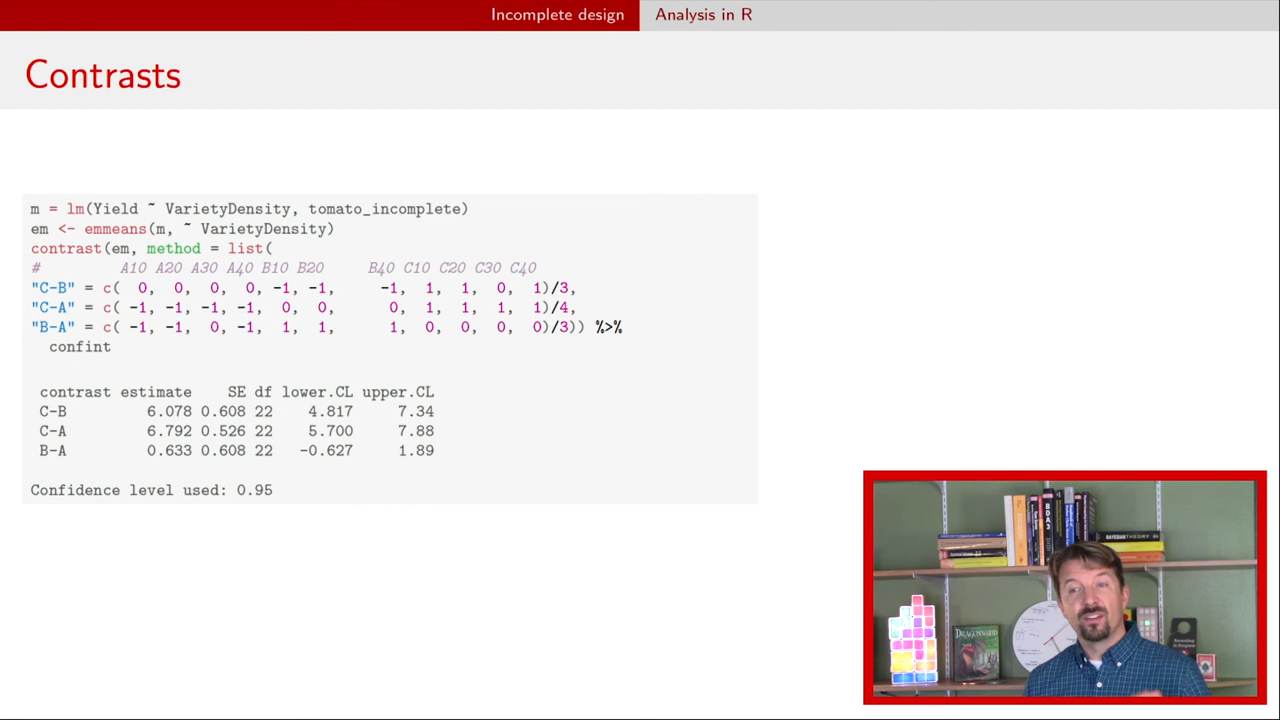 Incomplete design Analysis in R
Contrasts
m = lm(Yield ~ VarietyDensity, tomato_incomplete)
em <- emmeans(m, ~ VarietyDensity)
contrast(em, method = list(
# A10 A20 A30 A40 B10 B20 B40 C10 C20 C30 C40
"C-B" = c( 0, 0, 0, 0, -1, -1, -1, 1, 1, 0, 1)/3,
"C-A" = c( -1, -1, -1, -1, 0, 0, 0, 1, 1, 1, 1)/4,
"B-A" = c( -1, -1, 0, -1, 1, 1, 1, 0, 0, 0, 0)/3)) %>%
confint
contrast estimate SE df lower.CL upper.CL
C-B 6.078 0.608 22 4.817 7.34
C-A 6.792 0.526 22 5.700 7.88
B-A 0.633 0.608 22 -0.627 1.89
Confidence level used: 0.95
BDA3
BAYESIAN THEORY
DRAGONWOOD